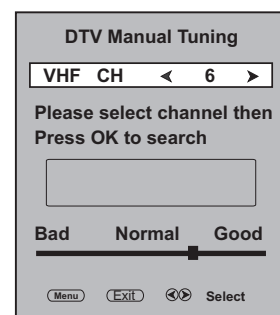 DTV Manual Tuning
VHF CH < 6 >
Please select channel then
Press OK to search
Bad Normal Good
Menu Exit <> Select